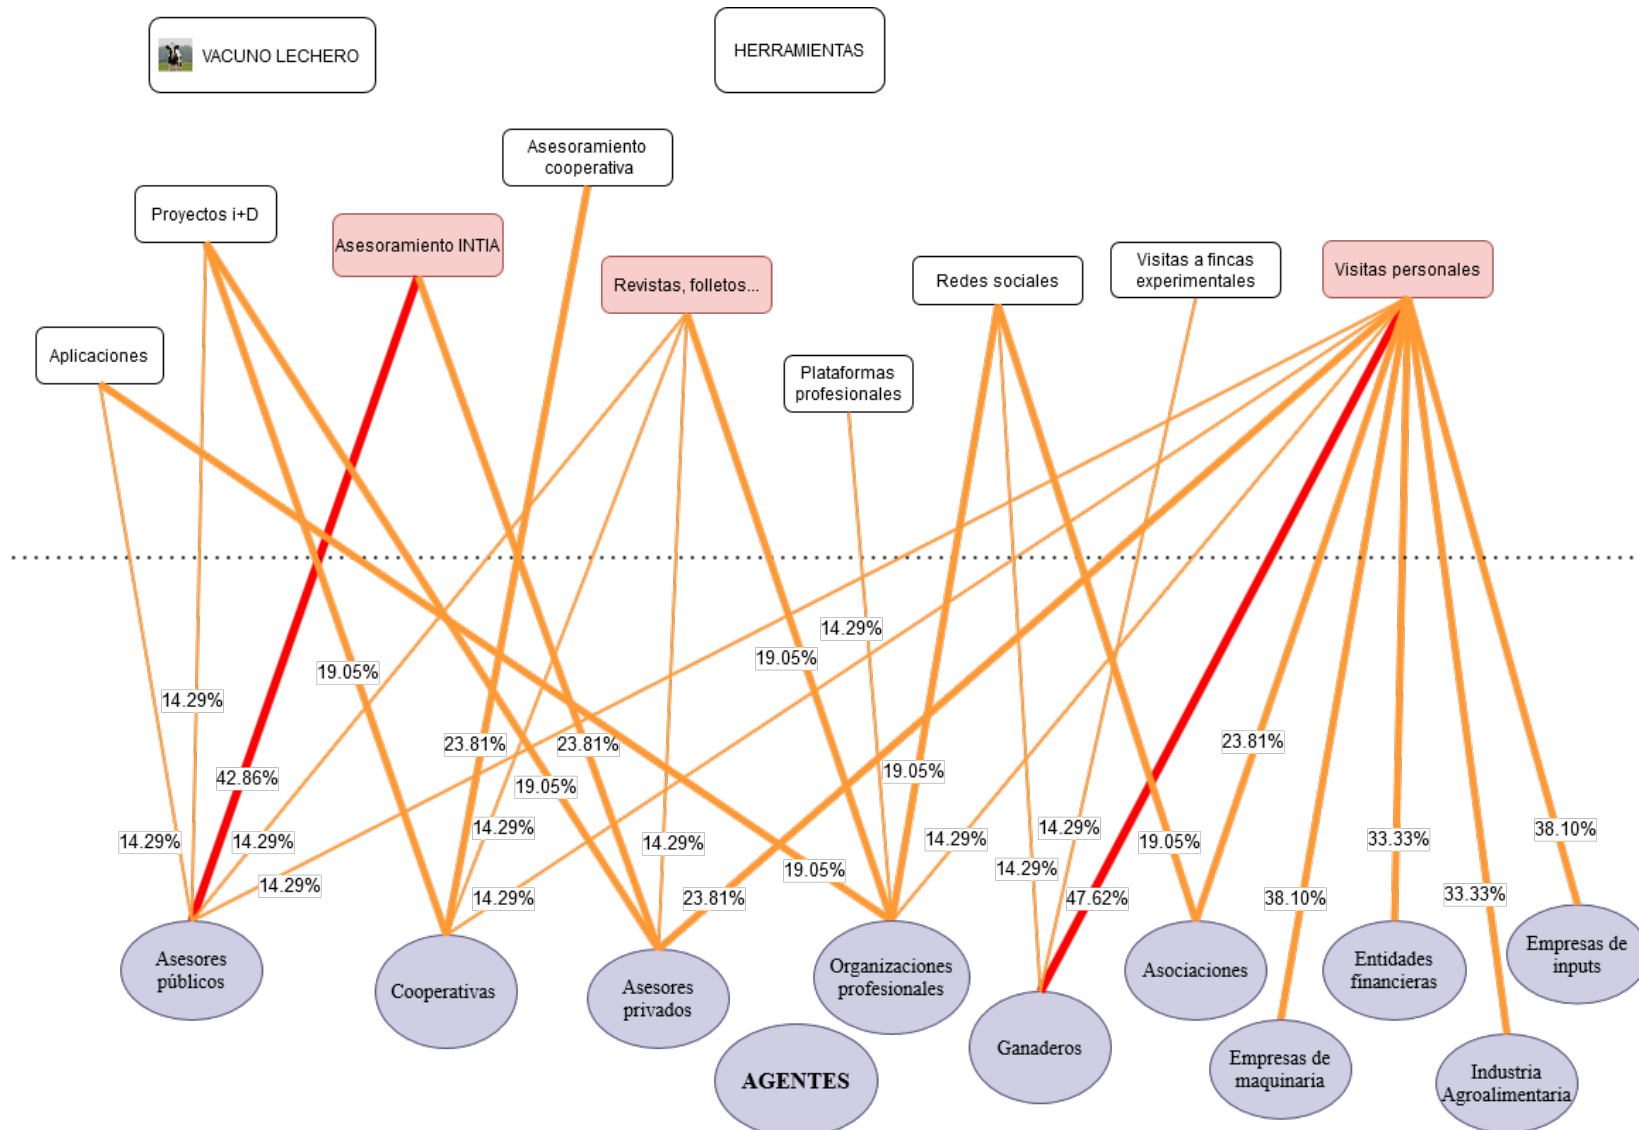 VACUNO LECHERO
HERRAMIENTAS
Asesoramiento
cooperativa
Proyectos i+D
Asesoramiento INTIA
Revistas, folletos...
Redes sociales
Visitas a fincas
experimentales
Visitas personales
Aplicaciones
Plataformas
profesionales
14.29%
19.05%
19.05%
14.29%
23.81%
23.81%
23.81%
42.86%
19.05%
19.05%
14.29%
14.29%
14.29%
14.29%
14.29%
14.29%
19.05%
38.10%
33.33%
14.29%
19.05%
14.29%
14.29%
23.81%
47.62%
38.10%
33.33%
Asesores
públicos
Cooperativas
Asesores
privados
Organizaciones
profesionales
Ganaderos
Asociaciones
Empresas de
maquinaria
Entidades
financieras
Industria
Agroalimentaria
Empresas de
inputs
AGENTES